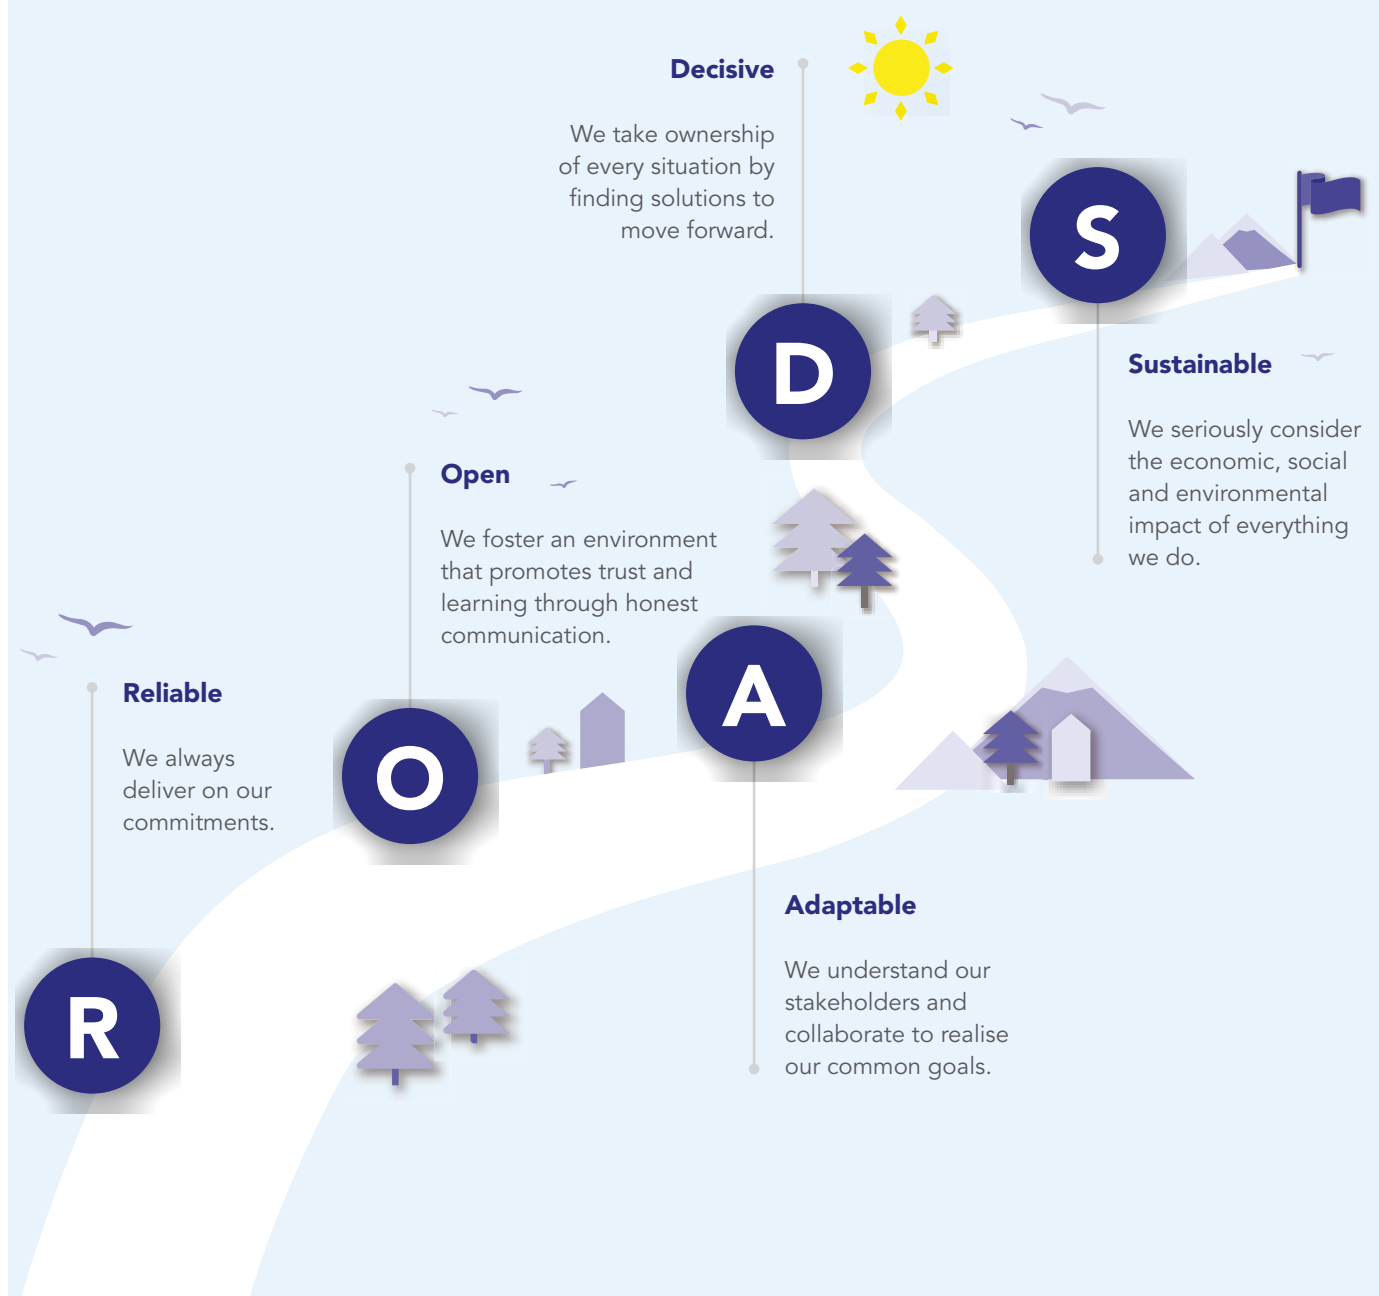 R
Reliable
We always
deliver on our
commitments.
O
Open
We foster an environment
that promotes trust and
learning through honest
communication.
A
Adaptable
We understand our
stakeholders and
collaborate to realise
our common goals.
D
Decisive
We take ownership
of every situation by
finding solutions to
move forward.
S
Sustainable
We seriously consider
the economic, social
and environmental
impact of everything
we do.